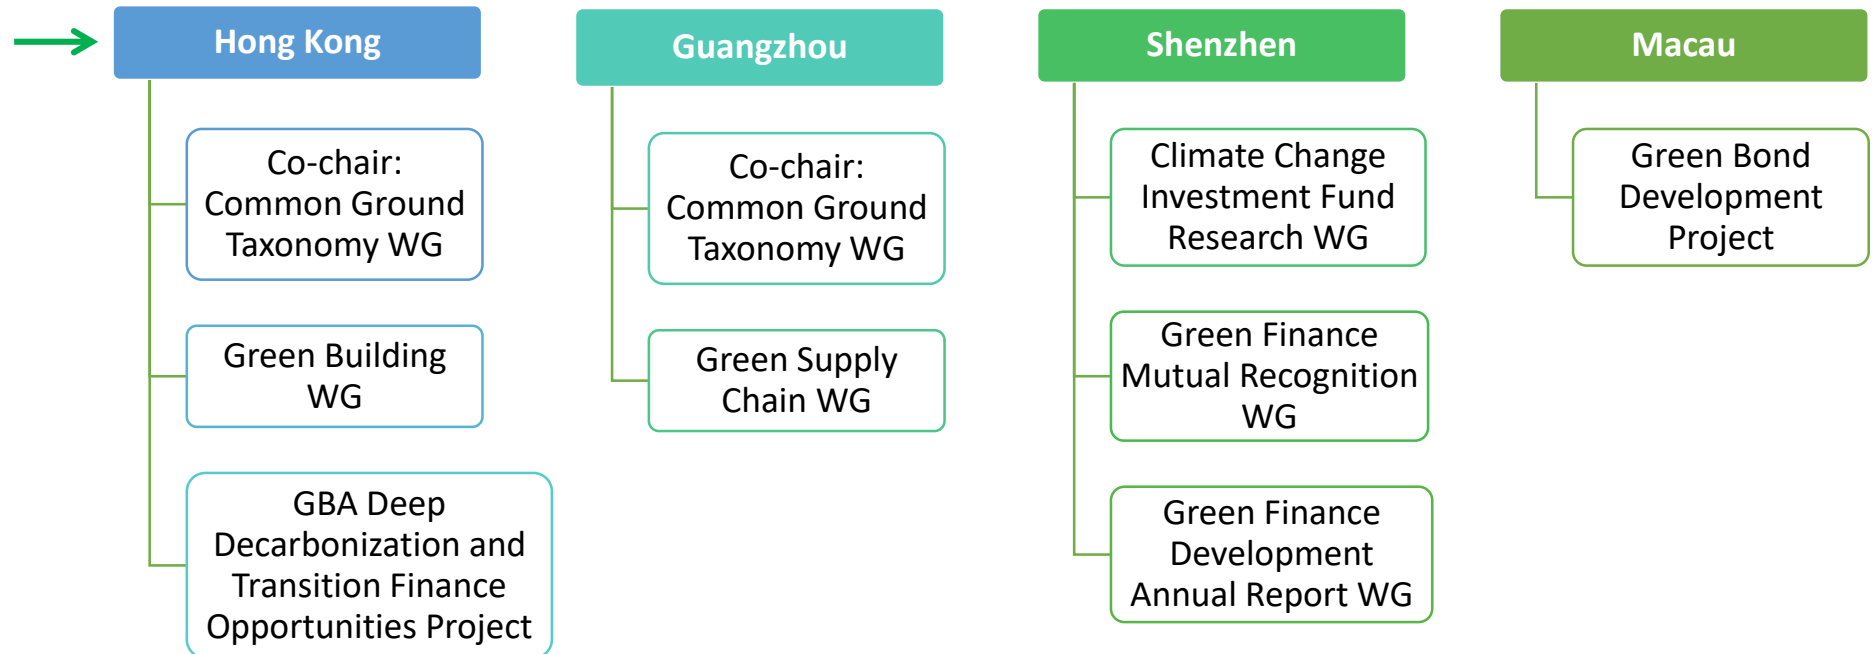 Hong Kong
Co-chair:
Common Ground
Taxonomy WG
Green Building
WG
GBA Deep
Decarbonization and
Transition Finance
Opportunities Project
Guangzhou
Co-chair:
Common Ground
Taxonomy WG
Green Supply
Chain WG
Shenzhen
Climate Change
Investment Fund
Research WG
Green Finance
Mutual Recognition
WG
Green Finance
Development
Annual Report WG
Macau
Green Bond
Development
Project